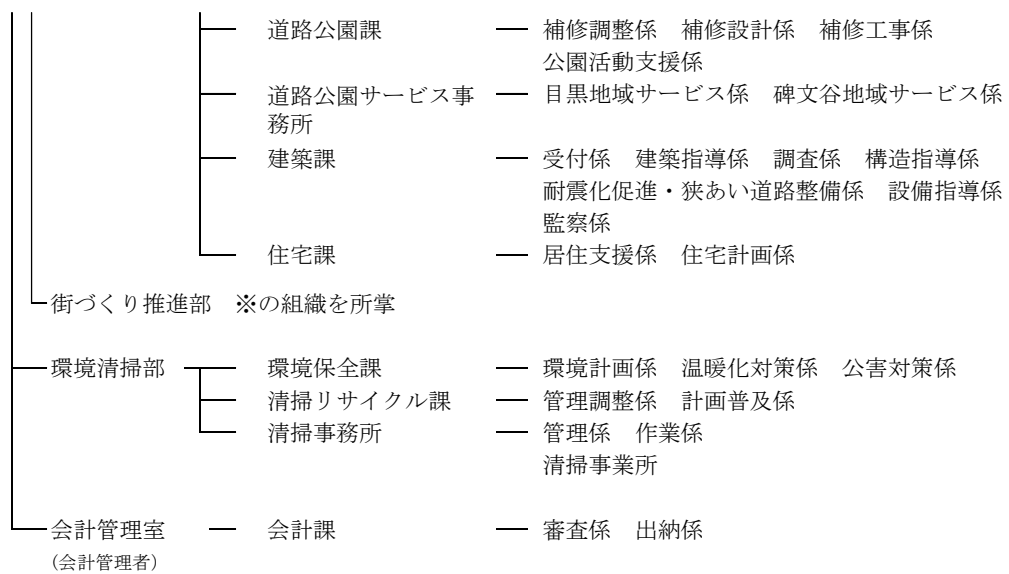 道路公園課　補修調整係　補修設計係　補修工事係
公園活動支援係
道路公園サービス事　目黒地域サービス係　碑文谷地域サービス係
務所
建築課　受付係　建築指導係　調査係　構造指導係
耐震化促進・狭あい道路整備係　設備指導係
監察係
住宅課　居住支援係　住宅計画係
街づくり推進部　※の組織を所掌
環境清掃部　環境保全課　環境計画係　温暖化対策係　公害対策係
清掃リサイクル課　管理調整係　計画普及係
清掃事務所　管理係　作業係
清掃事業所
会計管理室　会計課　審査係　出納係
(会計管理者)